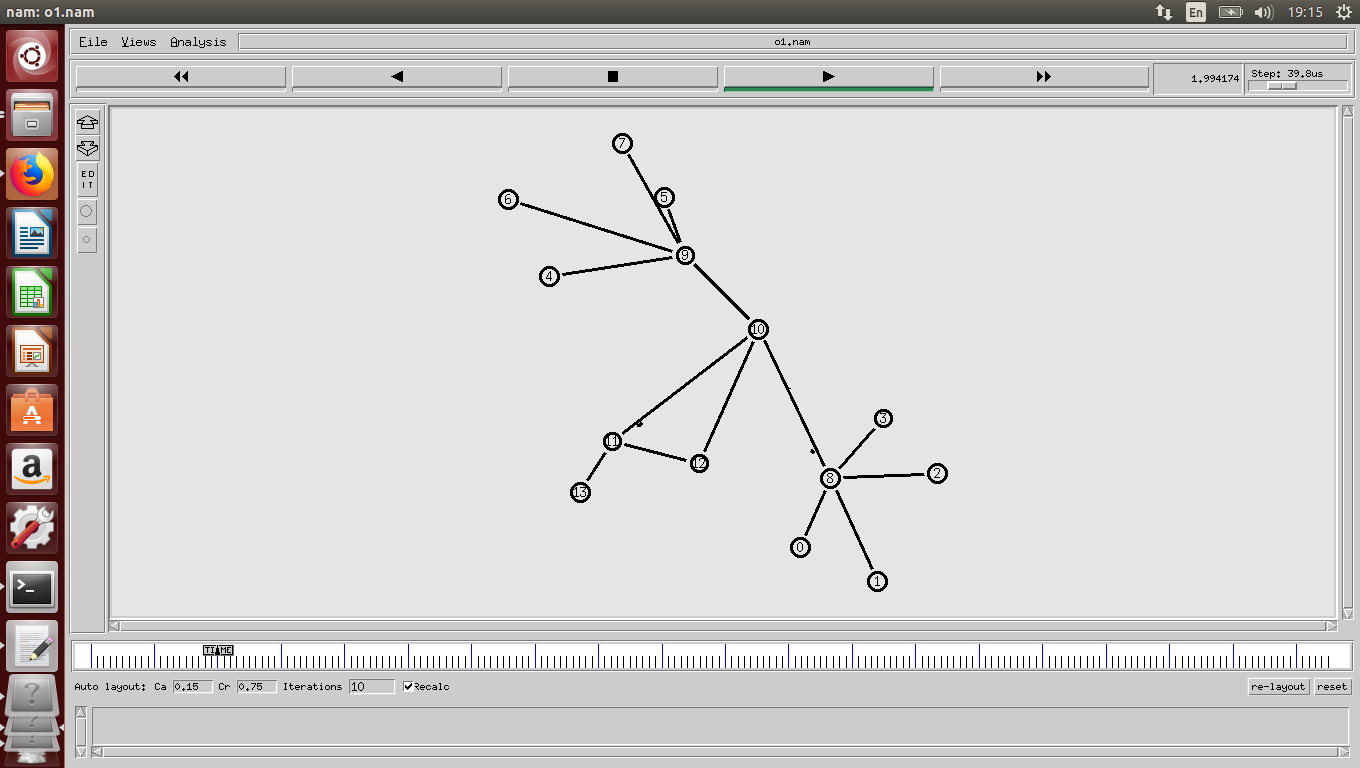 nam: o1.nam
En
19:15
File Views Analysis
o1.nam
1.994174
Step: 39.8us
ED
IT
7
6
5
9
4
10
3
11
12
2
8
13
0
1
TIME
Auto layout: Ca 0.15 Cr 0.75 Iterations 10 Recalc
re-layout reset